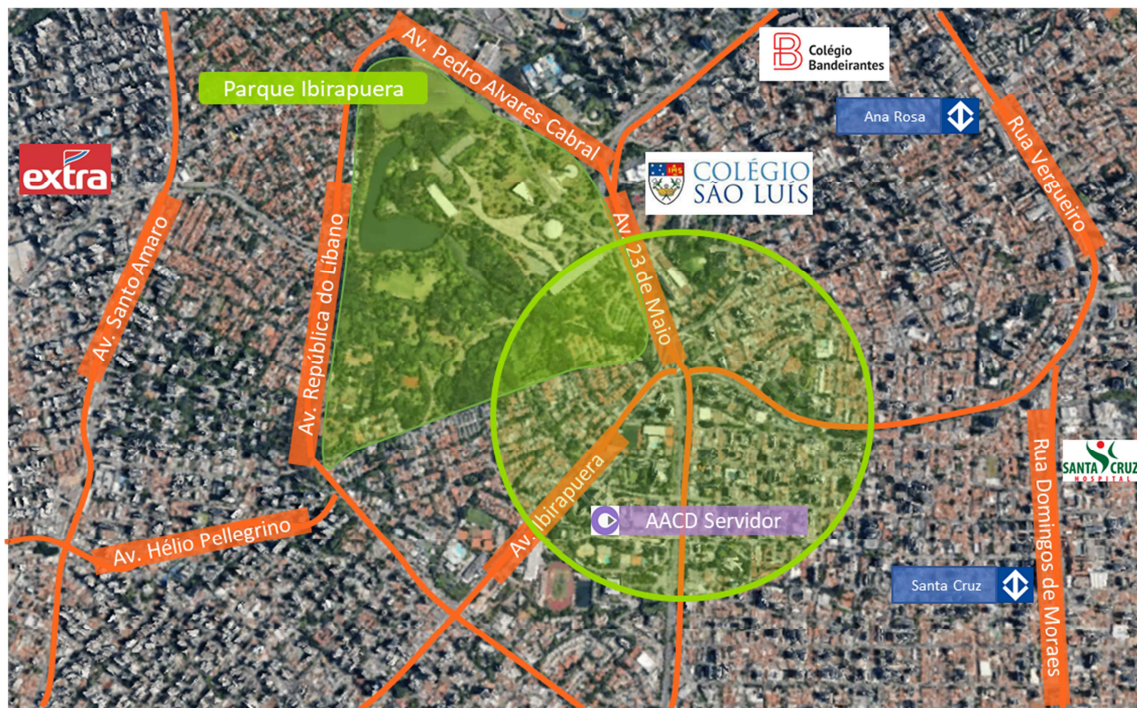 Av. Pedro Alvares Cabral
Colégio
Bandeirantes
Parque Ibirapuera
Ana Rosa
Rua Vergueiro
extra
COLÉGIO
SÃO LUÍS
Av. Santo Amaro
Av. República do Líbano
Av. 23 de Maio
Av. Ibirapuera
SANTA CRUZ
HOSPITAL
AACD Servidor
Av. Hélio Pellegrino
Santa Cruz
Rua Domingos de Moraes